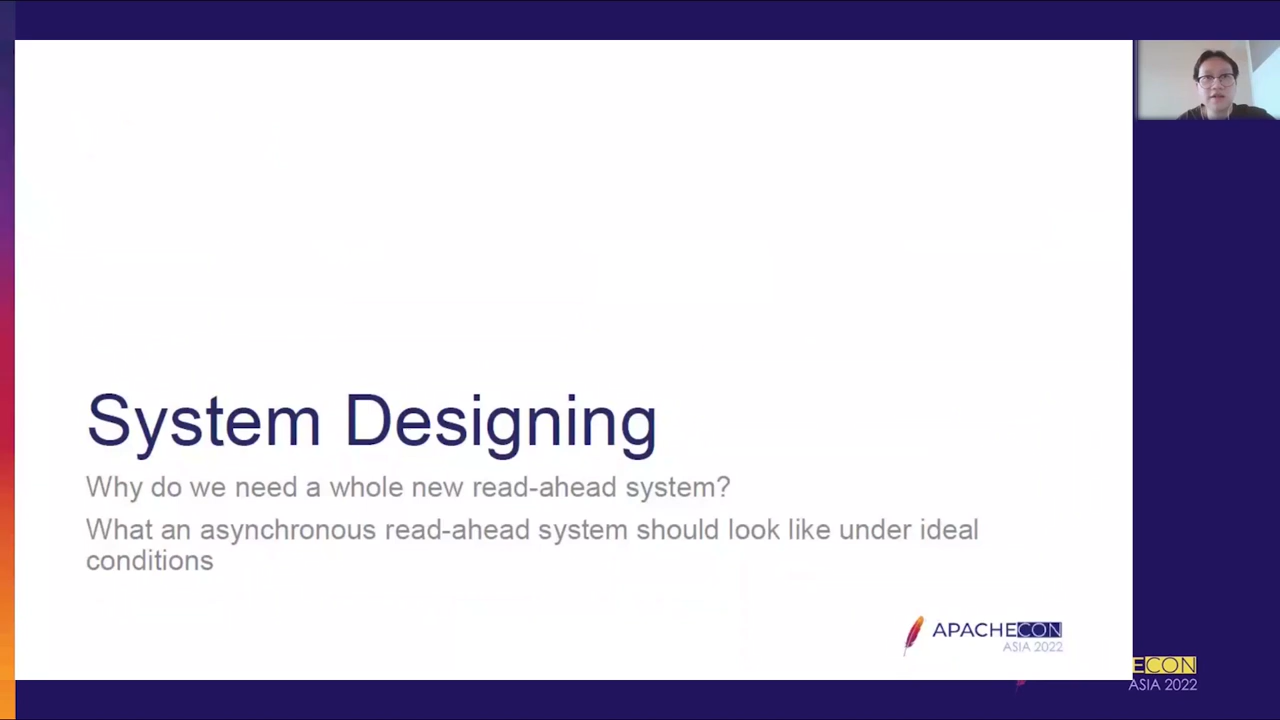 System Designing
Why do we need a whole new read-ahead system?
What an asynchronous read-ahead system should look like under ideal
conditions
APACHECON
ASIA 2022
ECON
ASIA 2022